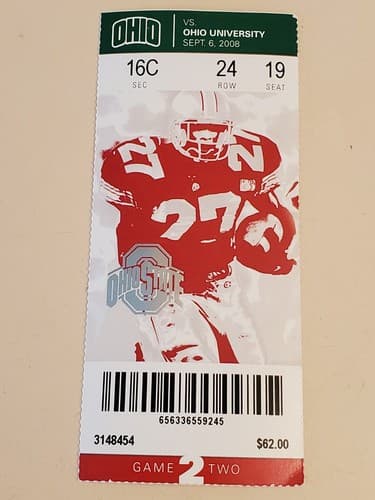 OHIO
VS.
OHIO UNIVERSITY
SEPT. 6, 2008
16C 24 19
SEC ROW SEAT
27 27
27
OHIO STATE
656336559245
3148454 $62.00
GAME 2 TWO